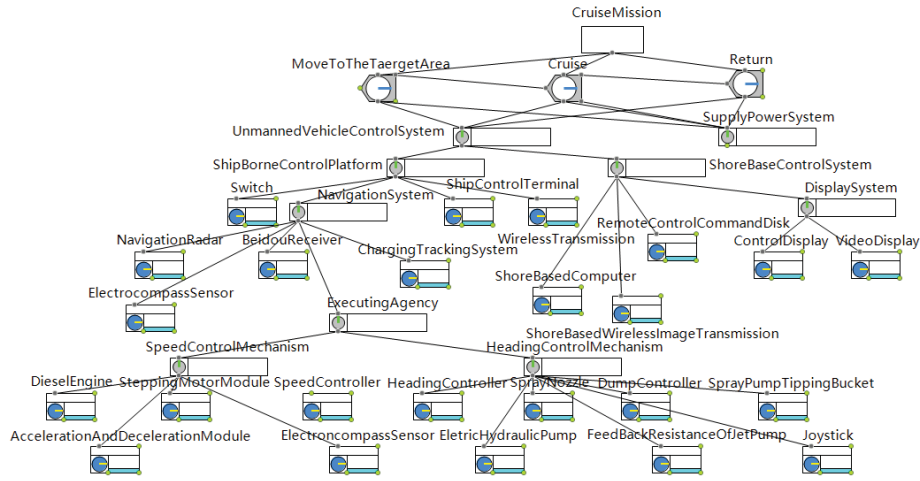 CruiseMission
MoveToTheTaergetArea
Cruise
Return
UnmannedVehicleControlSystem
SupplyPowerSystem
ShipBorneControlPlatform
ShoreBaseControlSystem
Switch
NavigationSystem
ShipControlTerminal
DisplaySystem
WirelessTransmission
RemoteControlCommandDisk
NavigationRadar
BeidouReceiver
ChargingTrackingSystem
ControlDisplay
VideoDisplay
ShoreBasedComputer
ElectrocompassSensor
ExecutingAgency
ShoreBasedWirelessImageTransmission
SpeedControlMechanism
HeadingControlMechanism
DieselEngine
SteppingMotorModule
SpeedController
HeadingController
SprayNozzle
DumpController
SprayPumpTippingBucket
AccelerationAndDecelerationModule
ElectroncompassSensor
EletricHydraulicPump
FeedBackResistanceOfJetPump
Joystick